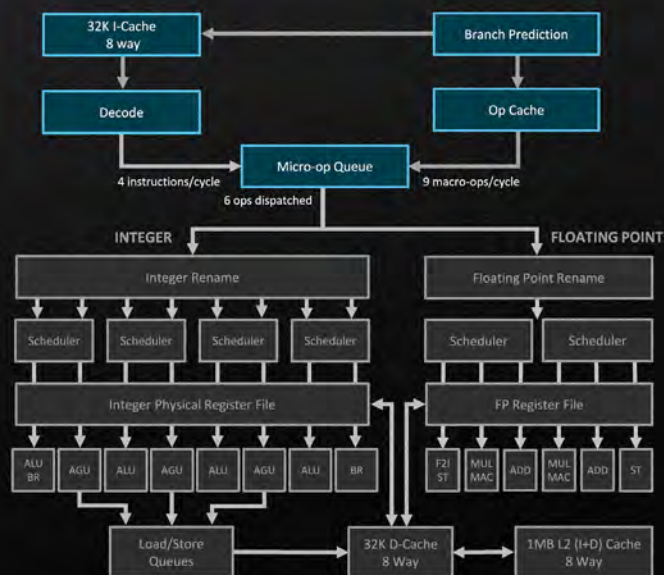 32K I-Cache
8 way
Branch Prediction
Decode
Op Cache
Micro-op Queue
4 instructions/cycle
9 macro-ops/cycle
6 ops dispatched
INTEGER
FLOATING POINT
Integer Rename
Floating Point Rename
Scheduler
Scheduler
Scheduler
Scheduler
Scheduler
Scheduler
Integer Physical Register File
FP Register File
ALU
BR
AGU
ALU
AGU
ALU
AGU
ALU
BR
F2I
ST
MUL
MAC
ADD
MUL
MAC
ADD
ST
Load/Store
Queues
32K D-Cache
8 Way
1MB L2 (I+D) Cache
8 Way